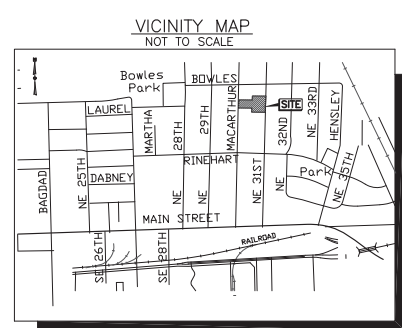 VICINITY MAP
NOT TO SCALE
Bowles
Park
BOWLES
LAUREL
MARTHA
28TH
29TH
MACARTHUR
SITE
32ND
NE 33RD
HENSLEY
RINEHART
BAGDAD
NE 25TH
DABNEY
NE
NE
NE 31ST
NE
Park
NE 35TH
MAIN STREET
SE 26TH
SE 28TH
RAILROAD